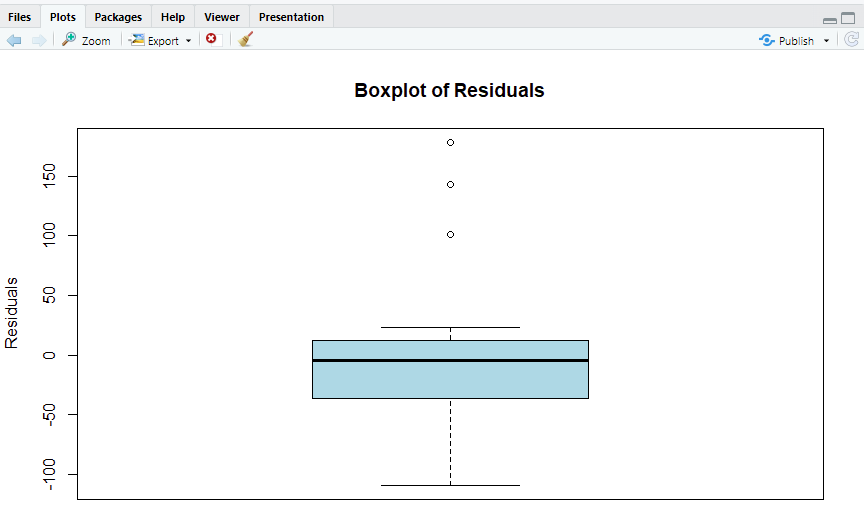 Files Plots Packages Help Viewer Presentation
Zoom Export Publish
Boxplot of Residuals
Residuals
150
100
50
0
-50
-100